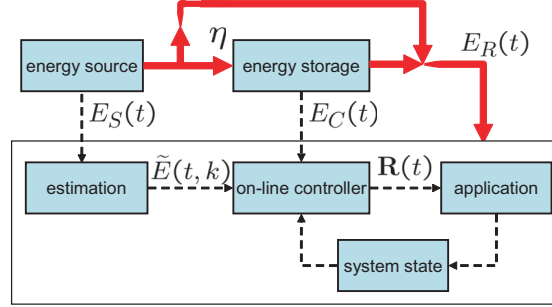 η
E_R(t)
energy source
energy storage
E_S(t)
E_C(t)
estimation
Ẽ(t, k)
on-line controller
R(t)
application
system state